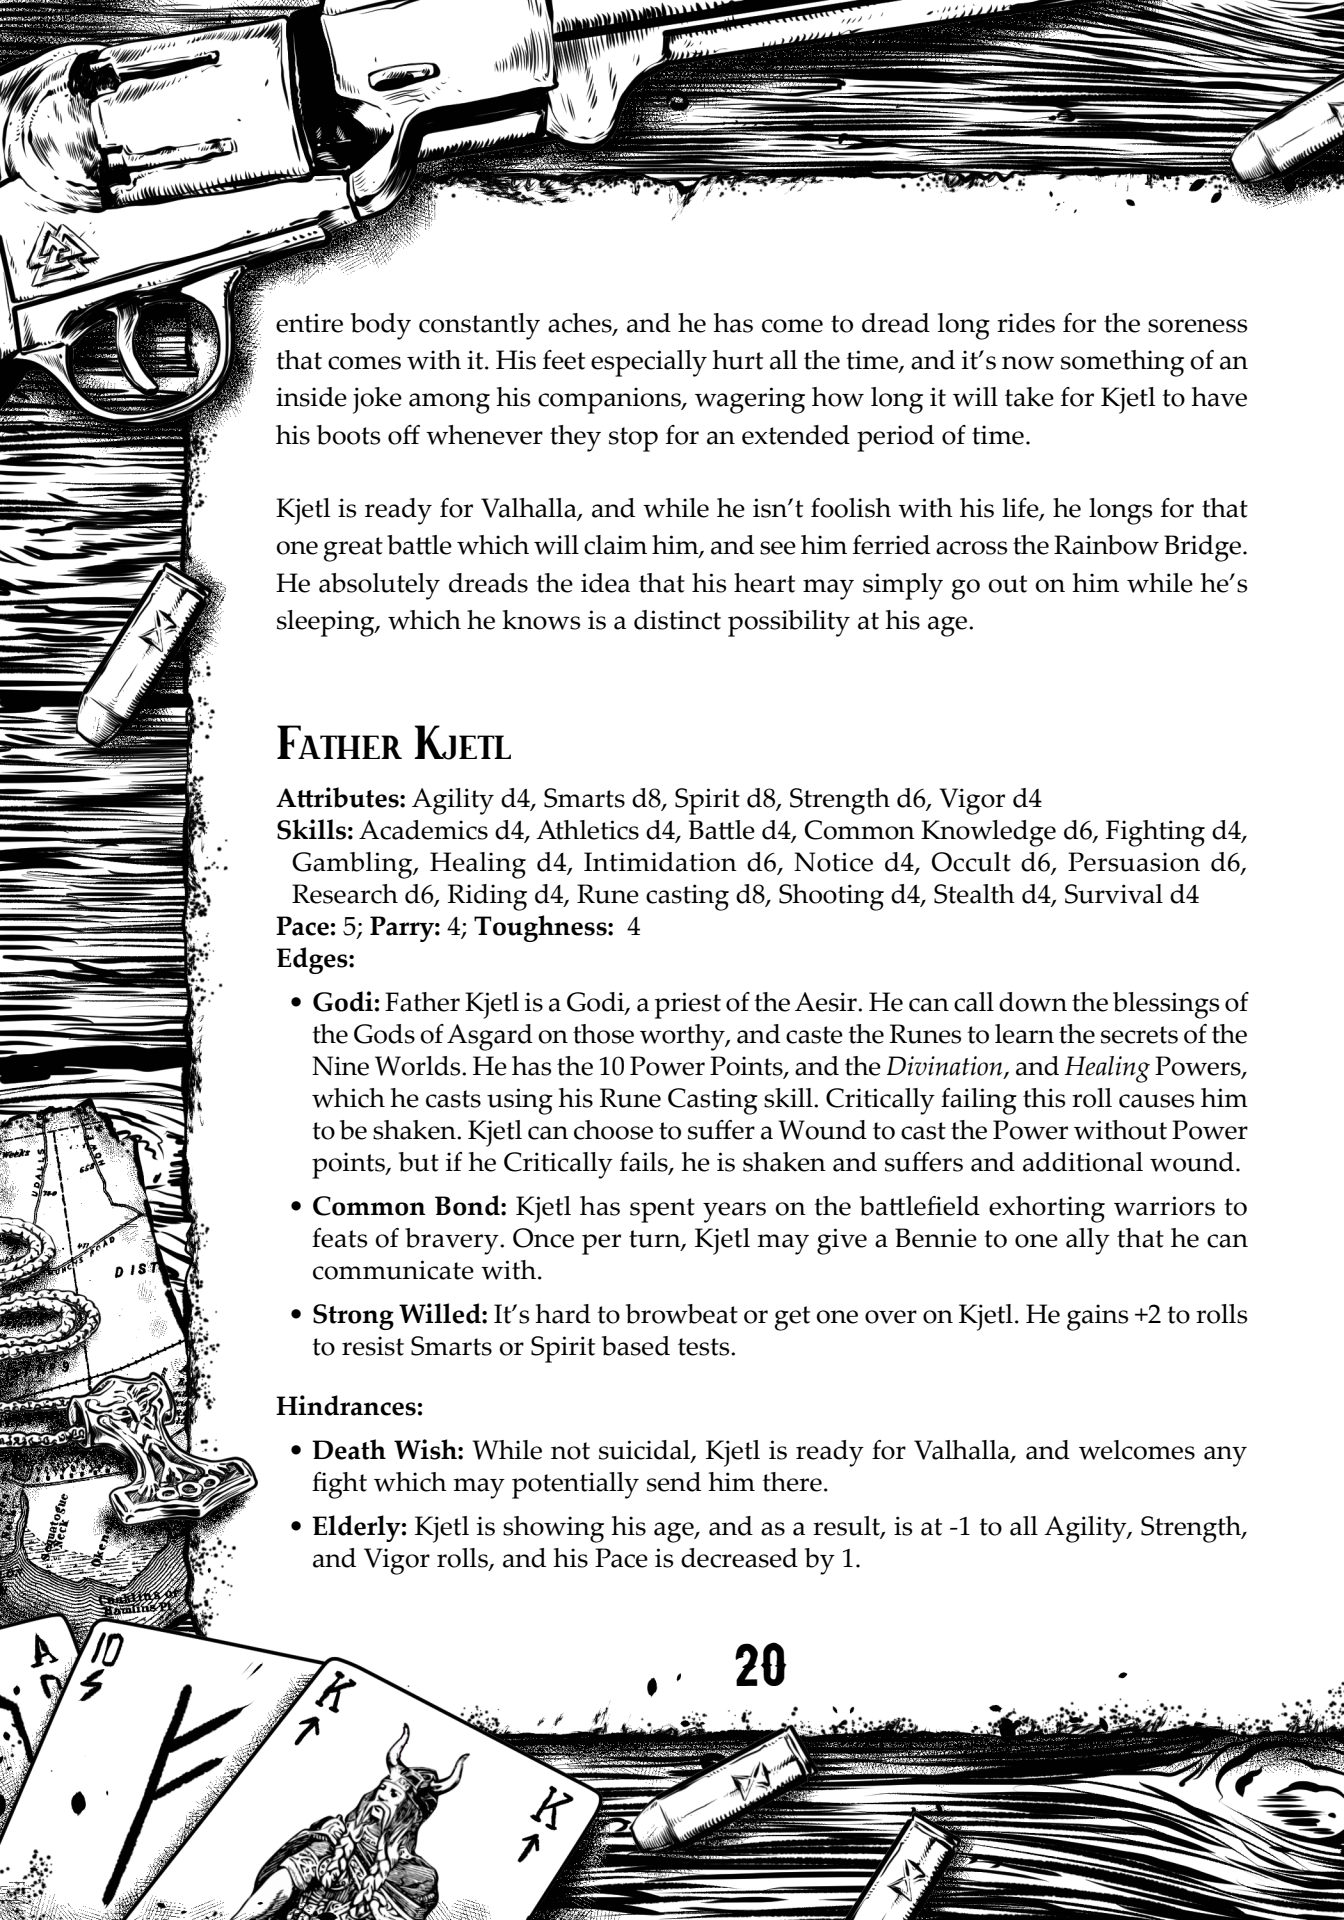 entire body constantly aches, and he has come to dread long rides for the soreness
that comes with it. His feet especially hurt all the time, and it’s now something of an
inside joke among his companions, wagering how long it will take for Kjetl to have
his boots off whenever they stop for an extended period of time.
Kjetl is ready for Valhalla, and while he isn’t foolish with his life, he longs for that
one great battle which will claim him, and see him ferried across the Rainbow Bridge.
He absolutely dreads the idea that his heart may simply go out on him while he’s
sleeping, which he knows is a distinct possibility at his age.
Father Kjetl
Attributes: Agility d4, Smarts d8, Spirit d8, Strength d6, Vigor d4
Skills: Academics d4, Athletics d4, Battle d4, Common Knowledge d6, Fighting d4,
Gambling, Healing d4, Intimidation d6, Notice d4, Occult d6, Persuasion d6,
Research d6, Riding d4, Rune casting d8, Shooting d4, Stealth d4, Survival d4
Pace: 5; Parry: 4; Toughness: 4
Edges:
• Godi: Father Kjetl is a Godi, a priest of the Aesir. He can call down the blessings of
the Gods of Asgard on those worthy, and caste the Runes to learn the secrets of the
Nine Worlds. He has the 10 Power Points, and the Divination, and Healing Powers,
which he casts using his Rune Casting skill. Critically failing this roll causes him
to be shaken. Kjetl can choose to suffer a Wound to cast the Power without Power
points, but if he Critically fails, he is shaken and suffers and additional wound.
• Common Bond: Kjetl has spent years on the battlefield exhorting warriors to
feats of bravery. Once per turn, Kjetl may give a Bennie to one ally that he can
communicate with.
• Strong Willed: It’s hard to browbeat or get one over on Kjetl. He gains +2 to rolls
to resist Smarts or Spirit based tests.
Hindrances:
• Death Wish: While not suicidal, Kjetl is ready for Valhalla, and welcomes any
fight which may potentially send him there.
• Elderly: Kjetl is showing his age, and as a result, is at -1 to all Agility, Strength,
and Vigor rolls, and his Pace is decreased by 1.
DIST
A
10
K
K
20